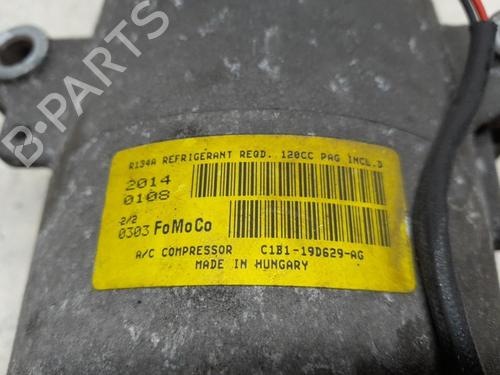 R134A REFRIGERANT REQD. 120CC PAG INCL.D
2014
0108
2/2
0303 FoMoCo
A/C COMPRESSOR C1B1-19D629-AG
MADE IN HUNGARY
B-PARTS